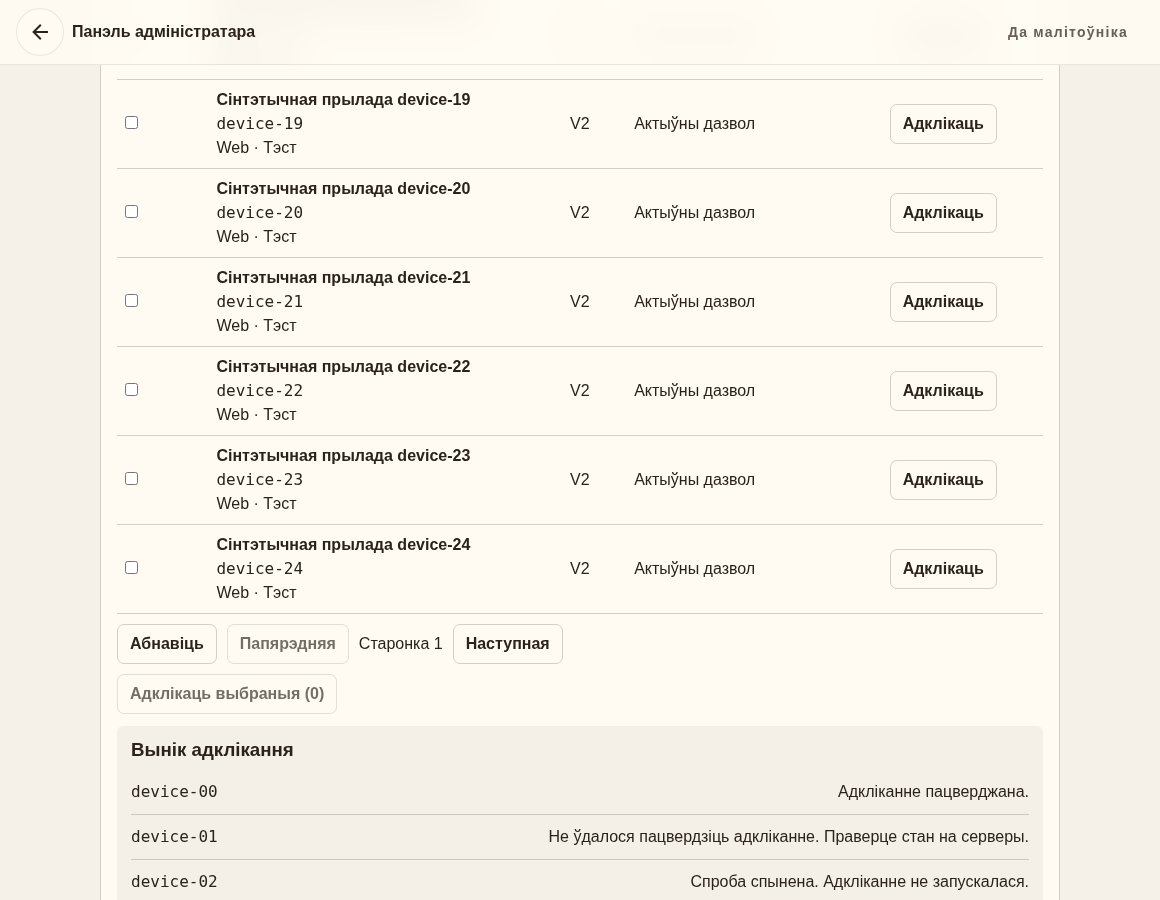 Панэль адміністратара
Да малітоўніка
Сінтэтычная прылада device-19
device-19
Web · Тэст
V2
Актыўны дазвол
Адклікаць
Сінтэтычная прылада device-20
device-20
Web · Тэст
V2
Актыўны дазвол
Адклікаць
Сінтэтычная прылада device-21
device-21
Web · Тэст
V2
Актыўны дазвол
Адклікаць
Сінтэтычная прылада device-22
device-22
Web · Тэст
V2
Актыўны дазвол
Адклікаць
Сінтэтычная прылада device-23
device-23
Web · Тэст
V2
Актыўны дазвол
Адклікаць
Сінтэтычная прылада device-24
device-24
Web · Тэст
V2
Актыўны дазвол
Адклікаць
Абнавіць Папярэдняя Старонка 1 Наступная
Адклікаць выбраныя (0)
Вынік адклікання
device-00 Адкліканне пацверджана.
device-01 Не ўдалося пацвердзіць адкліканне. Праверце стан на серверы.
device-02 Спроба спынена. Адкліканне не запускалася.